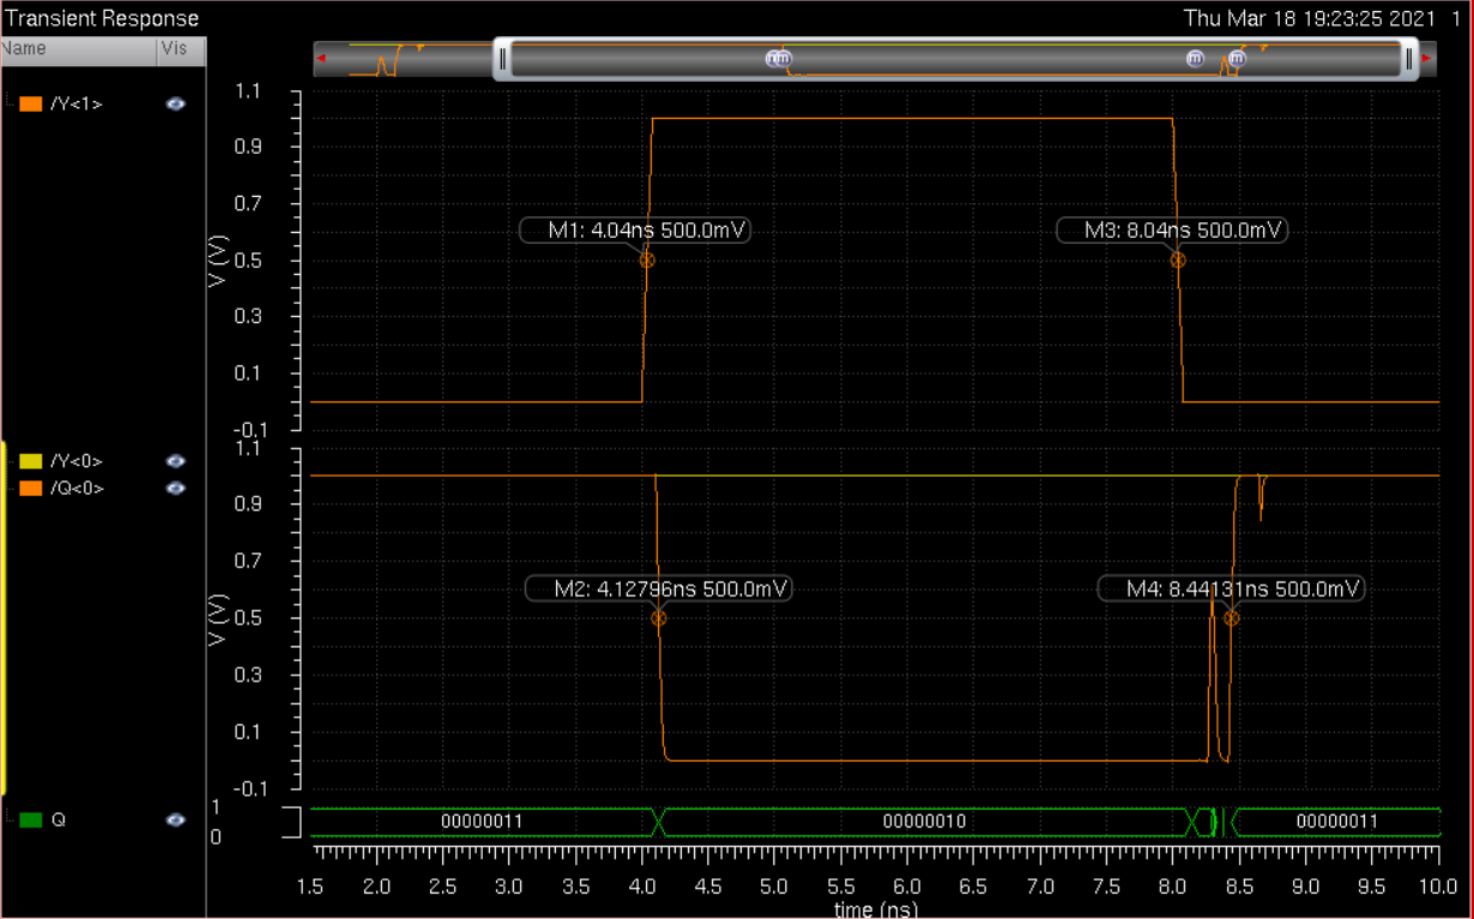 Transient Response
Thu Mar 18 19:23:25 2021 1
Name Vis
/Y<1>
1.1
0.9
0.7
0.5
0.3
0.1
-0.1
V (V)
M1: 4.04ns 500.0mV
M3: 8.04ns 500.0mV
/Y<0>
/Q<0>
1.1
0.9
0.7
0.5
0.3
0.1
-0.1
V (V)
M2: 4.12796ns 500.0mV
M4: 8.44131ns 500.0mV
Q
1
0
00000011 00000010 00000011
1.5 2.0 2.5 3.0 3.5 4.0 4.5 5.0 5.5 6.0 6.5 7.0 7.5 8.0 8.5 9.0 9.5 10.0
time (ns)